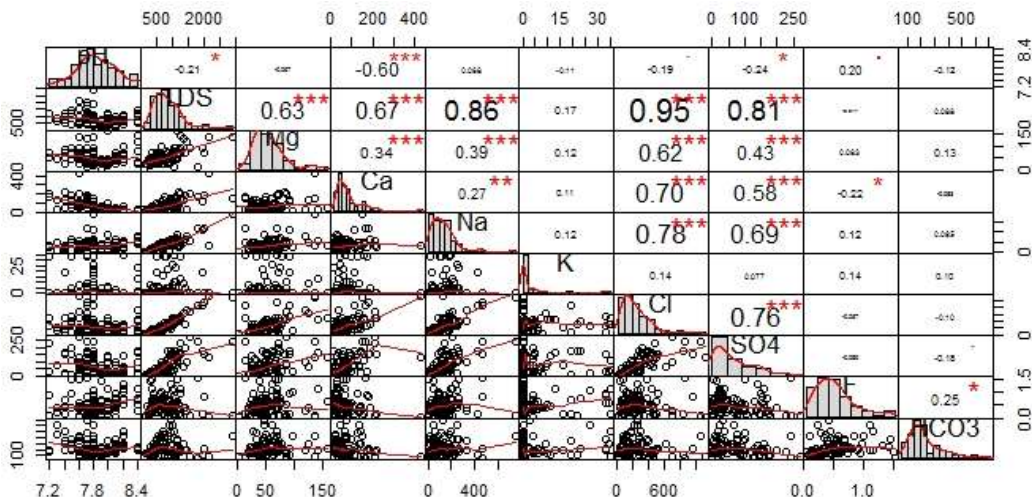 500 2000 0 200 400 0 15 30 0 100 250 100 500
pH -0.21 * -0.60 *** -0.11 -0.19 -0.24 * 0.20 -0.12 7.2 8.4
500 TDS 0.63 *** 0.67 *** 0.86 *** 0.17 0.95 *** 0.81 ***
Mg 0.34 *** 0.39 *** 0.12 0.62 *** 0.43 *** 0.13 0 150
0 400 Ca 0.27 ** 0.11 0.70 *** 0.58 *** -0.22 *
Na 0.12 0.78 *** 0.69 *** 0.12
0 25 K 0.14 0.077 0.14 0.10
Cl 0.76 *** -0.10
0 25 SO4 -0.18
F 0.25 * 0.0 1.5
100 CO3
7.2 7.8 8.4 0 50 150 0 400 0 600 0.0 1.0